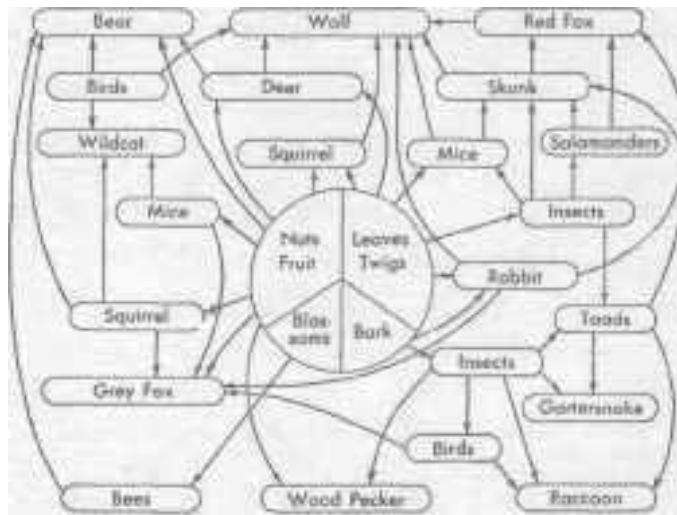 Bear
Wolf
Red Fox
Birds
Deer
Skunk
Wildcat
Squirrel
Mice
Salamanders
Mice
Insects
Nuts
Fruit
Leaves
Twigs
Rabbit
Squirrel
Blos-
soms
Bark
Toads
Insects
Grey Fox
Gartersnake
Birds
Bees
Wood Pecker
Raccoon